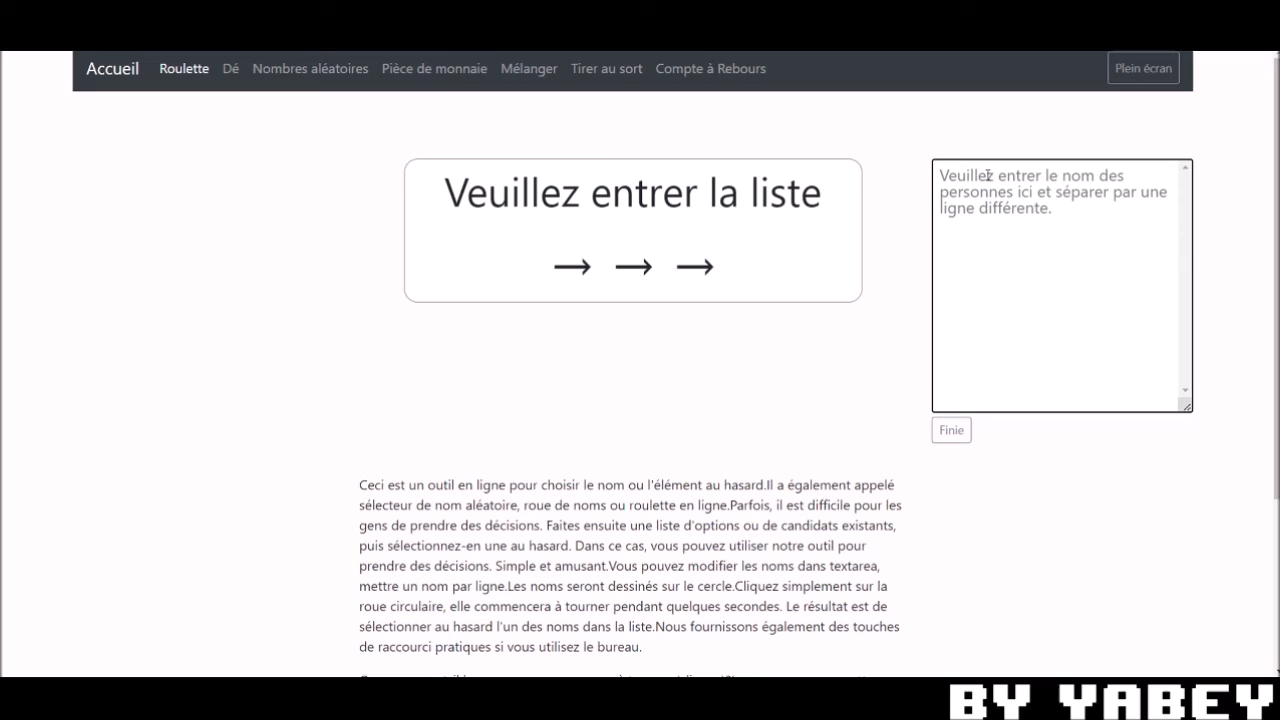 Accueil Roulette Dé Nombres aléatoires Pièce de monnaie Mélanger Tirer au sort Compte à Rebours Plein écran
Veuillez entrer la liste
→ → →
Veuillez entrer le nom des
personnes ici et séparer par une
ligne différente.
Finie
Ceci est un outil en ligne pour choisir le nom ou l'élément au hasard.Il a également appelé
sélecteur de nom aléatoire, roue de noms ou roulette en ligne.Parfois, il est difficile pour les
gens de prendre des décisions. Faites ensuite une liste d'options ou de candidats existants,
puis sélectionnez-en une au hasard. Dans ce cas, vous pouvez utiliser notre outil pour
prendre des décisions. Simple et amusant.Vous pouvez modifier les noms dans textarea,
mettre un nom par ligne.Les noms seront dessinés sur le cercle.Cliquez simplement sur la
roue circulaire, elle commencera à tourner pendant quelques secondes. Le résultat est de
sélectionner au hasard l'un des noms dans la liste.Nous fournissons également des touches
de raccourci pratiques si vous utilisez le bureau.
BY YABEY